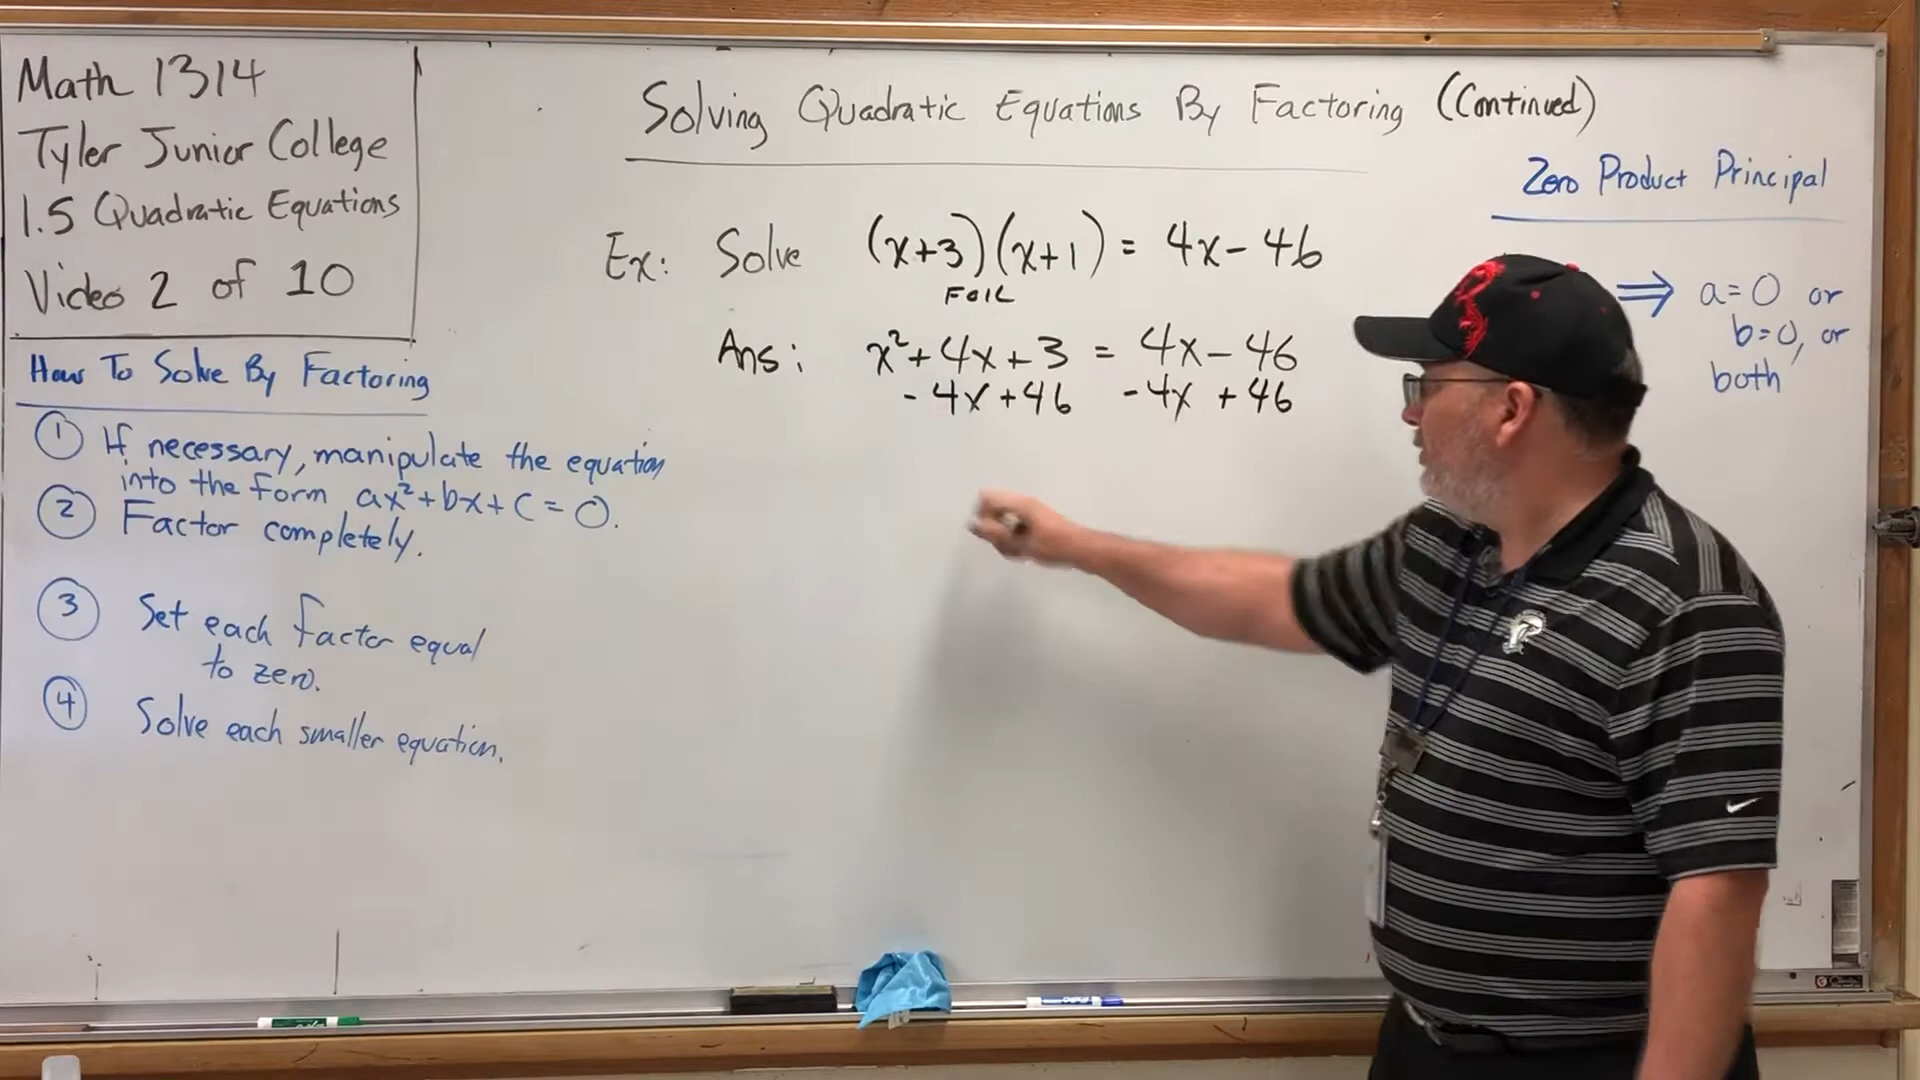 Math 1314
Tyler Junior College
1.5 Quadratic Equations
Video 2 of 10
How To Solve By Factoring
① If necessary, manipulate the equation
into the form ax²+bx+c=0.
② Factor completely.
③ Set each factor equal
to zero.
④ Solve each smaller equation.
Solving Quadratic Equations By Factoring (Continued)
Ex: Solve (x+3)(x+1) = 4x-46
FOIL
Ans: x²+4x+3 = 4x-46
-4x+46 -4x+46
Zero Product Principal
⇒ a=0 or
b=0, or
both